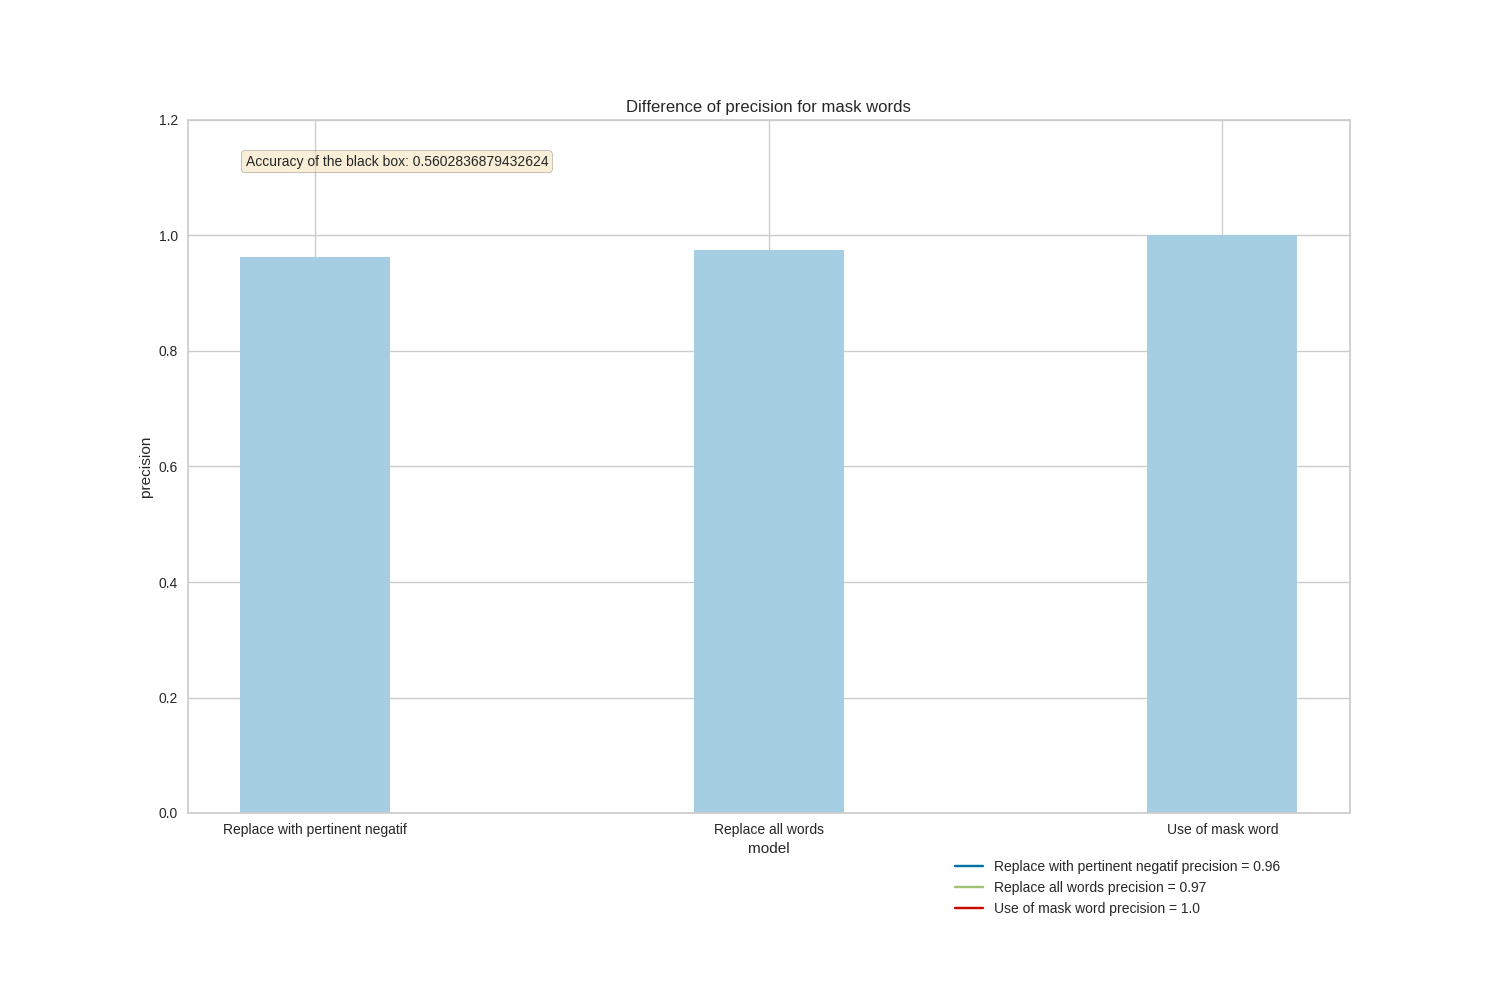 Difference of precision for mask words
1.2
Accuracy of the black box: 0.5602836879432624
1.0
0.8
0.6
precision
0.4
0.2
0.0
Replace with pertinent negatif
Replace all words
Use of mask word
model
Replace with pertinent negatif precision = 0.96
Replace all words precision = 0.97
Use of mask word precision = 1.0